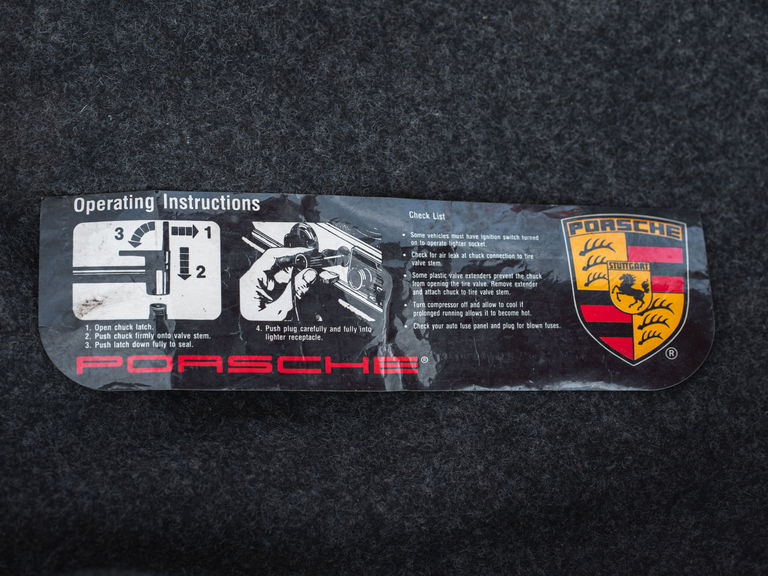 Operating Instructions
3
1
2
1. Open chuck latch.
2. Push chuck firmly onto valve stem.
3. Push latch down fully to seal.
4. Push plug carefully and fully into
lighter receptacle.
PORSCHE®
Check List
• Some vehicles must have ignition switch turned
on to operate lighter socket.
• Check for air leak at chuck connection to tire
valve stem.
• Some plastic valve extenders prevent the chuck
from opening the tire valve. Remove extender
and attach chuck to tire valve stem.
Turn compressor off and allow to cool if
prolonged running allows it to become hot.
• Check your auto fuse panel and plug for blown fuses.
PORSCHE
STUTTGART
®